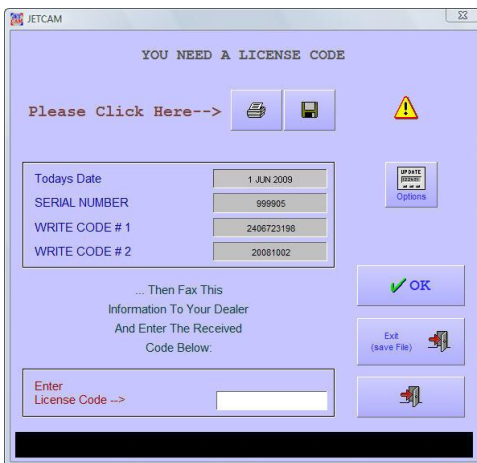 JETCAM
YOU NEED A LICENSE CODE
Please Click Here-->
Todays Date 1 JUN 2009
SERIAL NUMBER 999905
WRITE CODE # 1 2406723198
WRITE CODE # 2 20081002
UPDATE
Options
... Then Fax This
Information To Your Dealer
And Enter The Received
Code Below:
OK
Exit
(save File)
Enter
License Code -->